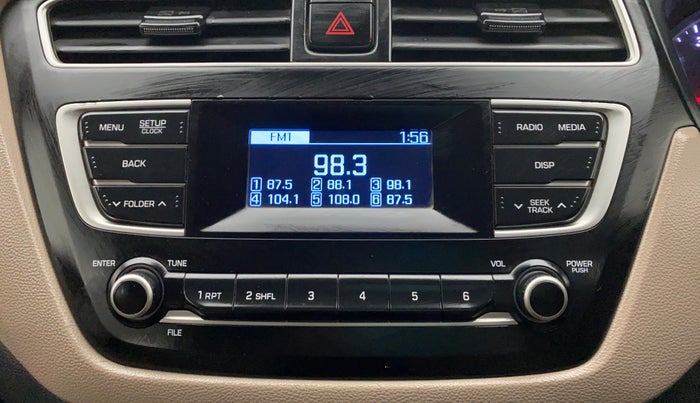 MENU SETUP CLOCK
RADIO MEDIA
BACK
DISP
FOLDER
SEEK TRACK
FM1 1:56
98.3
1 87.5 2 88.1 3 98.1
4 104.1 5 108.0 6 87.5
ENTER TUNE VOL POWER PUSH
1 RPT 2 SHFL 3 4 5 6
FILE